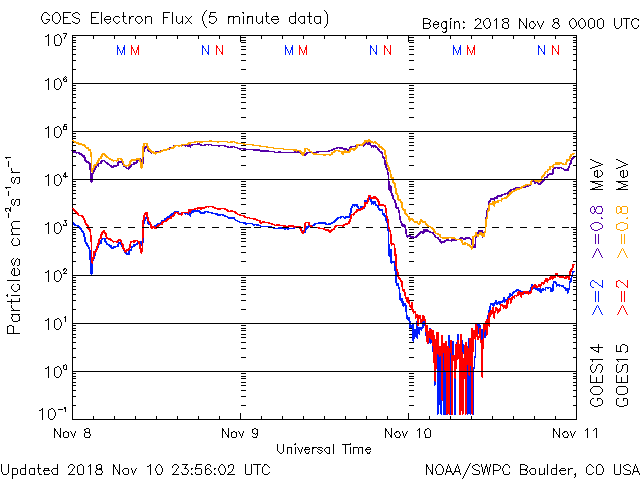 GOES Electron Flux (5 minute data)
Begin: 2018 Nov 8 0000 UTC
M M N N M M N N M M N N
10⁷
10⁶
10⁵
10⁴
10³
10²
10¹
10⁰
10⁻¹
Particles cm⁻²s⁻¹sr⁻¹
Nov 8 Nov 9 Nov 10 Nov 11
Universal Time
GOES14 >=2 >=0.8 MeV
GOES15 >=2 >=0.8 MeV
Updated 2018 Nov 10 23:56:02 UTC
NOAA/SWPC Boulder, CO USA